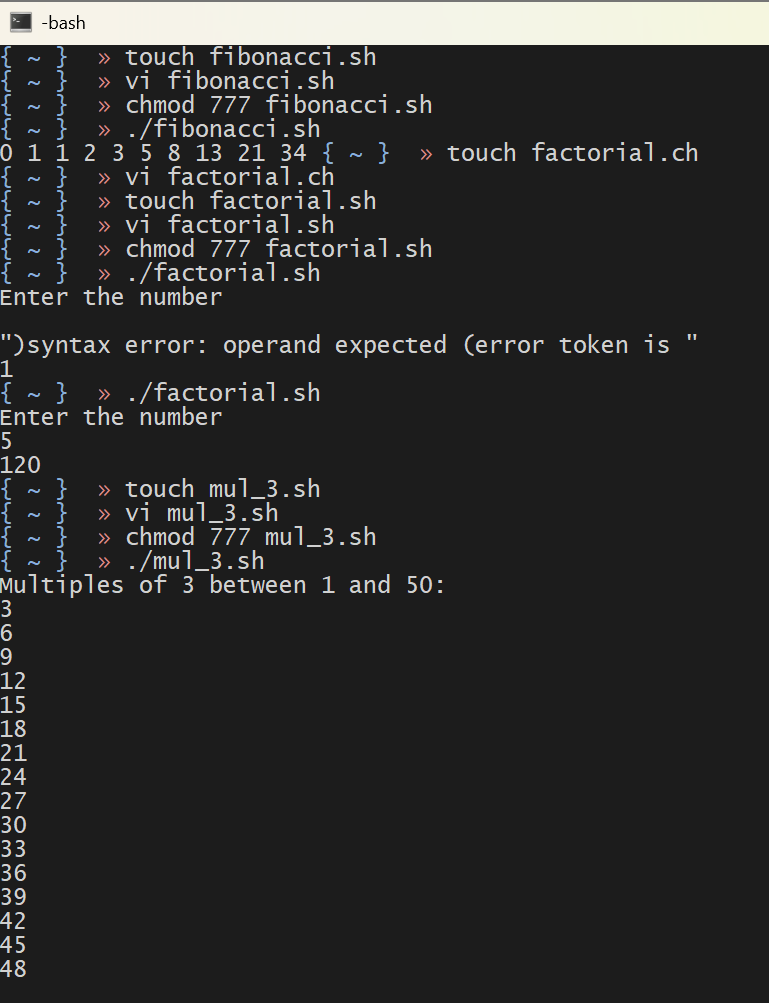 -bash
{ ~ }  » touch fibonacci.sh
{ ~ }  » vi fibonacci.sh
{ ~ }  » chmod 777 fibonacci.sh
{ ~ }  » ./fibonacci.sh
0 1 1 2 3 5 8 13 21 34 { ~ }  » touch factorial.ch
{ ~ }  » vi factorial.ch
{ ~ }  » touch factorial.sh
{ ~ }  » vi factorial.sh
{ ~ }  » chmod 777 factorial.sh
{ ~ }  » ./factorial.sh
Enter the number
")syntax error: operand expected (error token is "
1
{ ~ }  » ./factorial.sh
Enter the number
5
120
{ ~ }  » touch mul_3.sh
{ ~ }  » vi mul_3.sh
{ ~ }  » chmod 777 mul_3.sh
{ ~ }  » ./mul_3.sh
Multiples of 3 between 1 and 50:
3
6
9
12
15
18
21
24
27
30
33
36
39
42
45
48